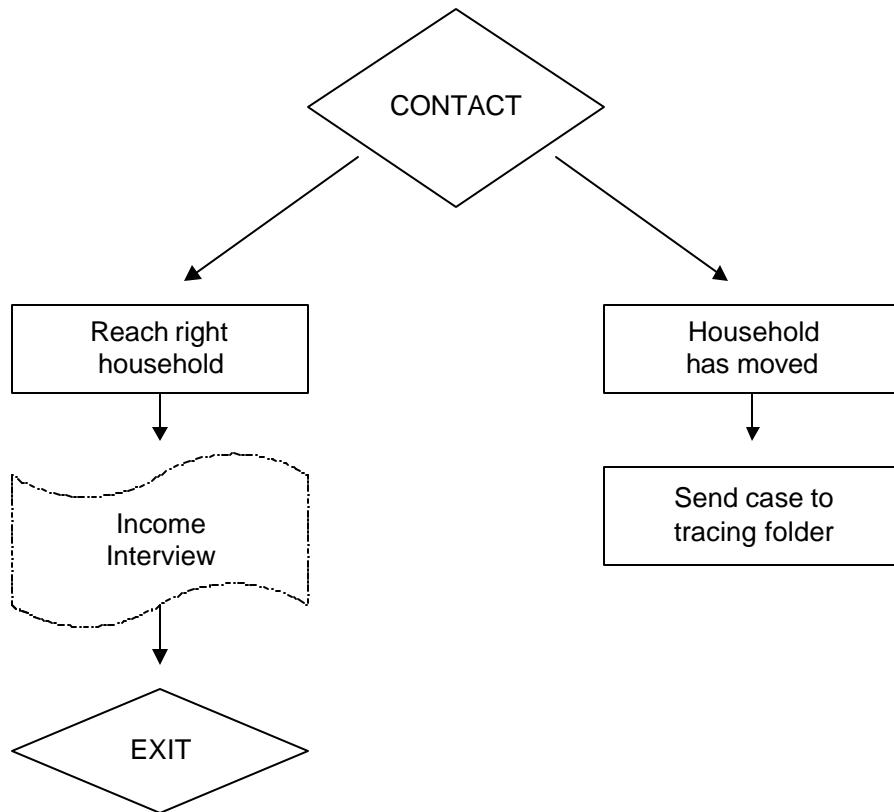 CONTACT
Reach right
household
Household
has moved
Income
Interview
Send case to
tracing folder
EXIT